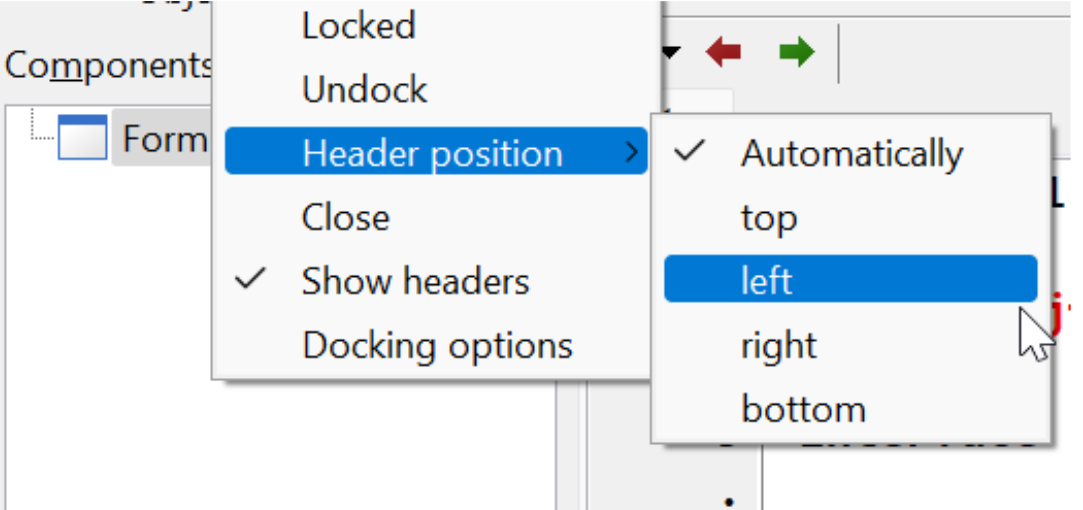 Locked
Components
Undock
Form
Header position
Automatically
Close
top
Show headers
left
Docking options
right
bottom